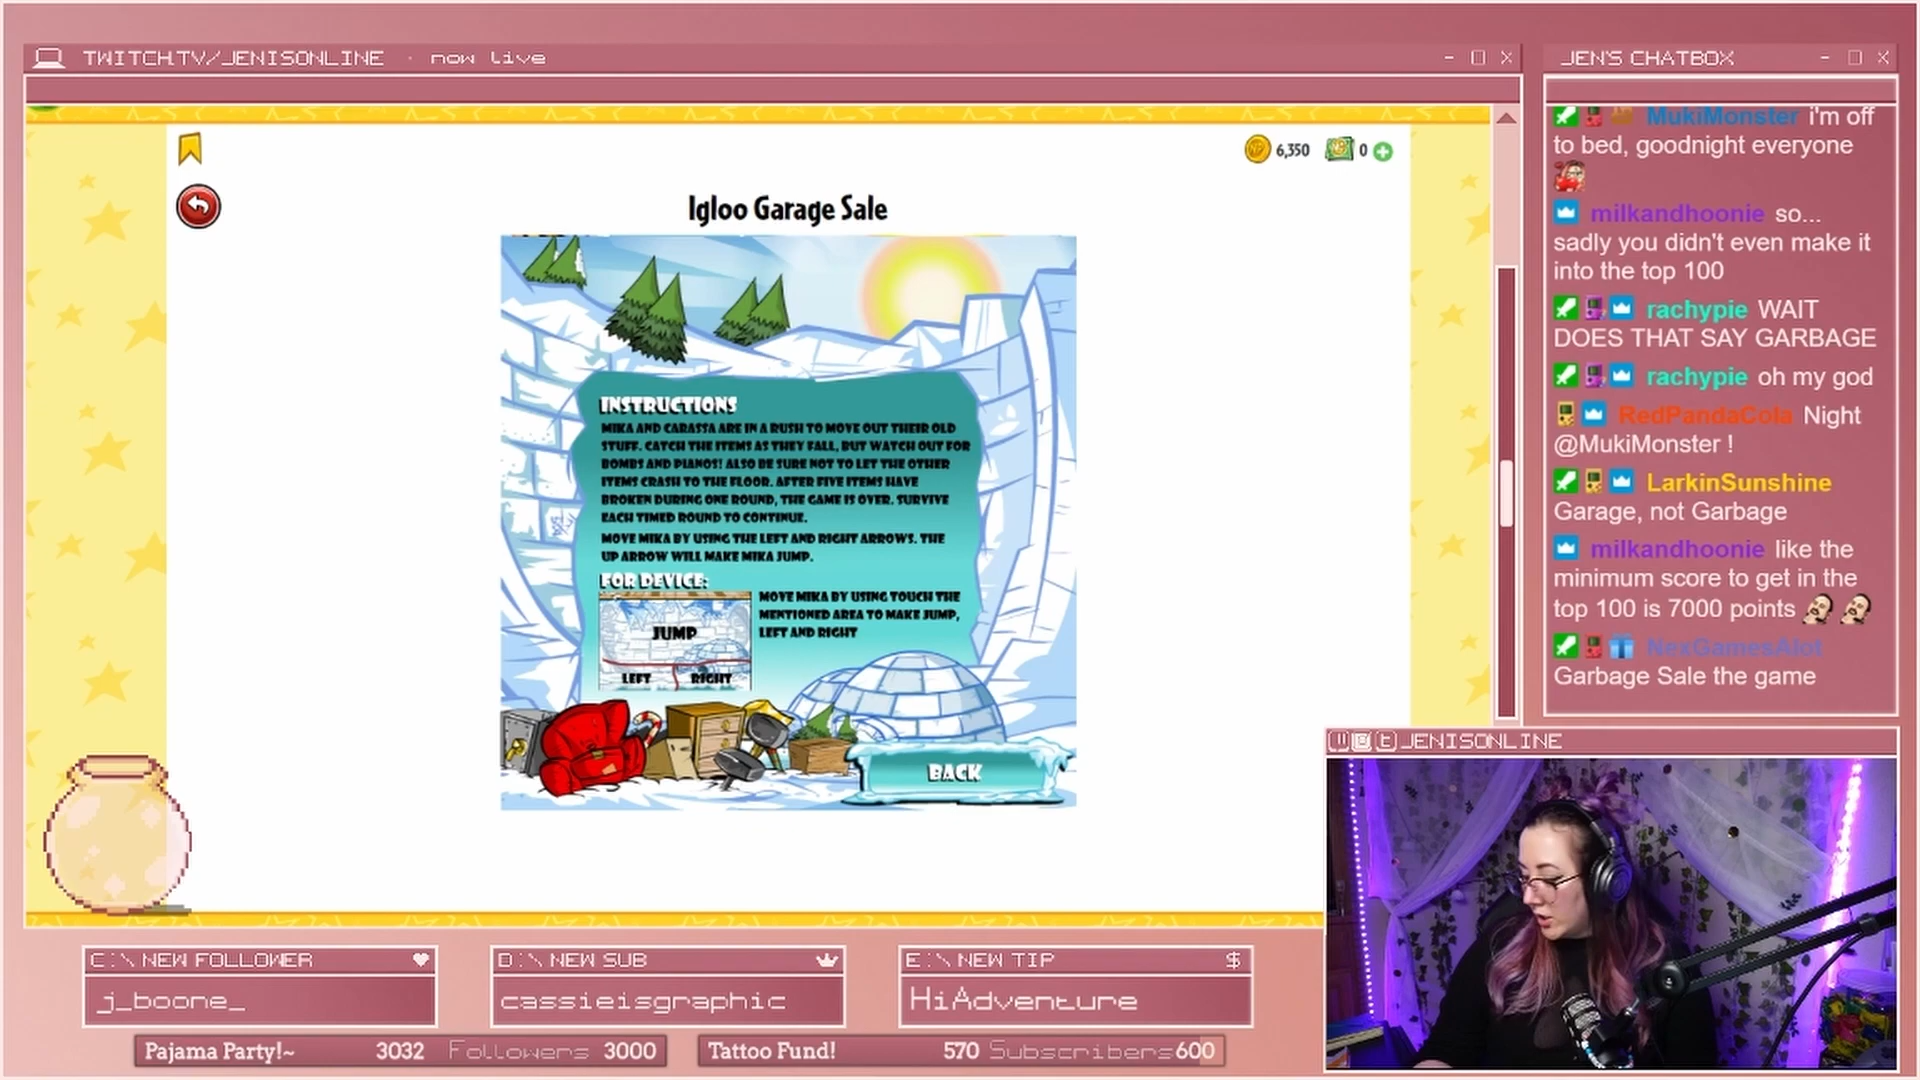 TWITCH.TV/JENISONLINE · now live
6,350
0
Igloo Garage Sale
INSTRUCTIONS
MIKA AND CARASSA ARE IN A RUSH TO MOVE OUT THEIR OLD
STUFF. CATCH THE ITEMS AS THEY FALL, BUT WATCH OUT FOR
BOMBS AND PIANOS! ALSO BE SURE NOT TO LET THE OTHER
ITEMS CRASH TO THE FLOOR. AFTER FIVE ITEMS HAVE
BROKEN DURING ONE ROUND, THE GAME IS OVER. SURVIVE
EACH TIMED ROUND TO CONTINUE.
MOVE MIKA BY USING THE LEFT AND RIGHT ARROWS. THE
UP ARROW WILL MAKE MIKA JUMP.
FOR DEVICE:
JUMP
LEFT RIGHT
MOVE MIKA BY USING TOUCH THE
MENTIONED AREA TO MAKE JUMP,
LEFT AND RIGHT
BACK
JEN'S CHATBOX
MukiMonster i'm off
to bed, goodnight everyone
milkandhoonie so...
sadly you didn't even make it
into the top 100
rachypie WAIT
DOES THAT SAY GARBAGE
rachypie oh my god
RedPandaCola Night
@MukiMonster !
LarkinSunshine
Garage, not Garbage
milkandhoonie like the
minimum score to get in the
top 100 is 7000 points
NexGamesAlot
Garbage Sale the game
JENISONLINE
C:\ NEW FOLLOWER
j_boone_
D:\ NEW SUB
cassieisgraphic
E:\ NEW TIP $
HiAdventure
Pajama Party!~ 3032 Followers 3000
Tattoo Fund! 570 Subscribers 600